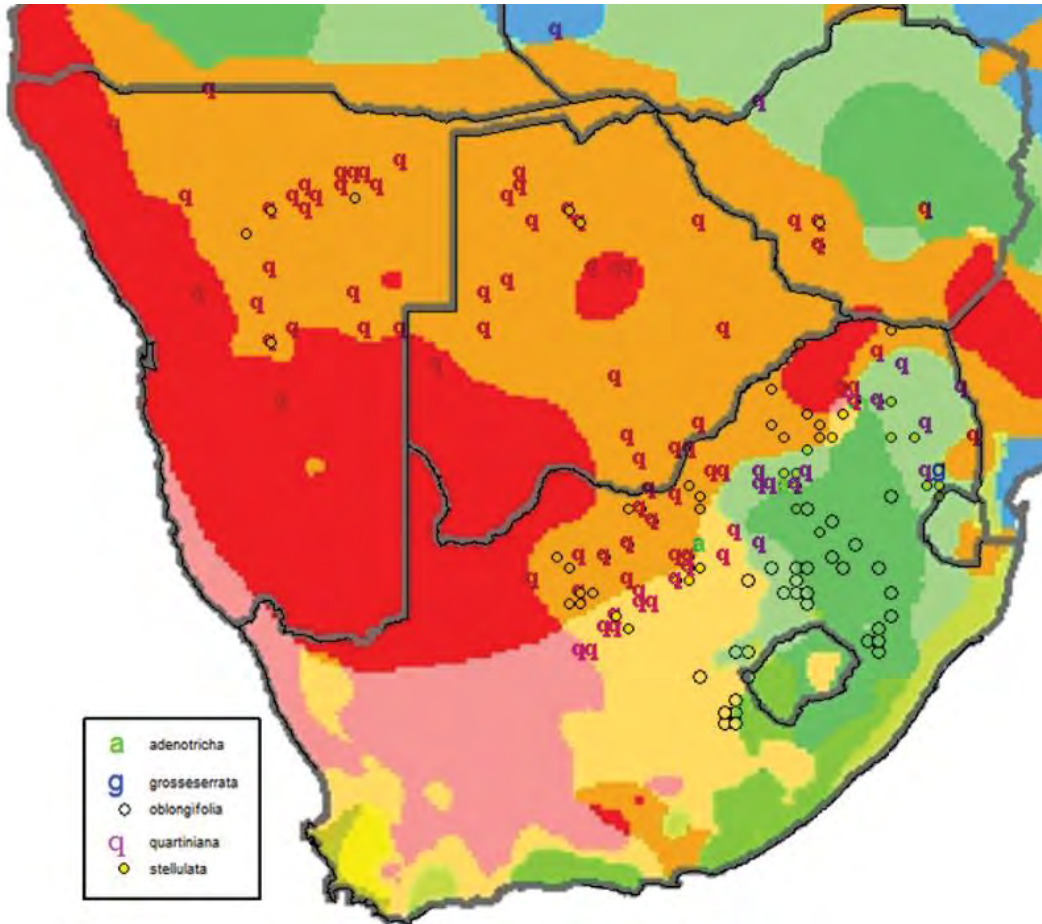 a adenotricha
g grosseserrata
oblongifolia
q quartiniana
stellulata